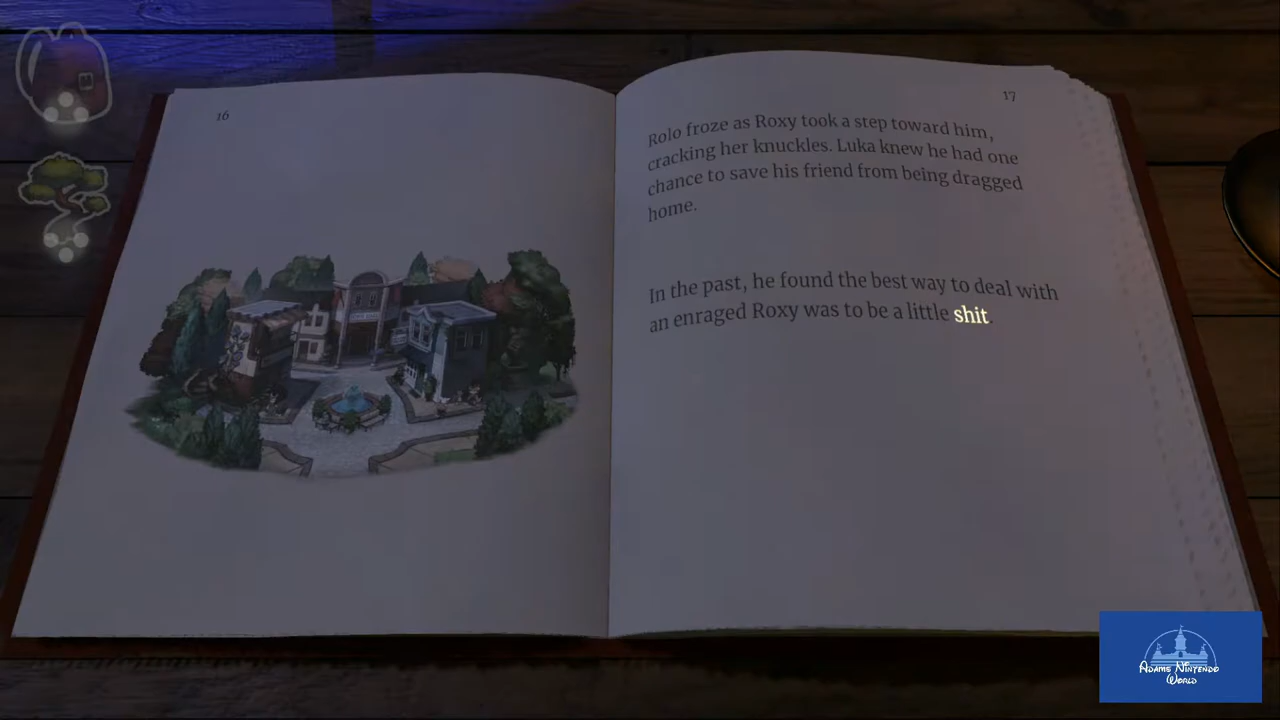 16
17
Rolo froze as Roxy took a step toward him,
cracking her knuckles. Luka knew he had one
chance to save his friend from being dragged
home.
In the past, he found the best way to deal with
an enraged Roxy was to be a little shit
Adams Nintendo
World